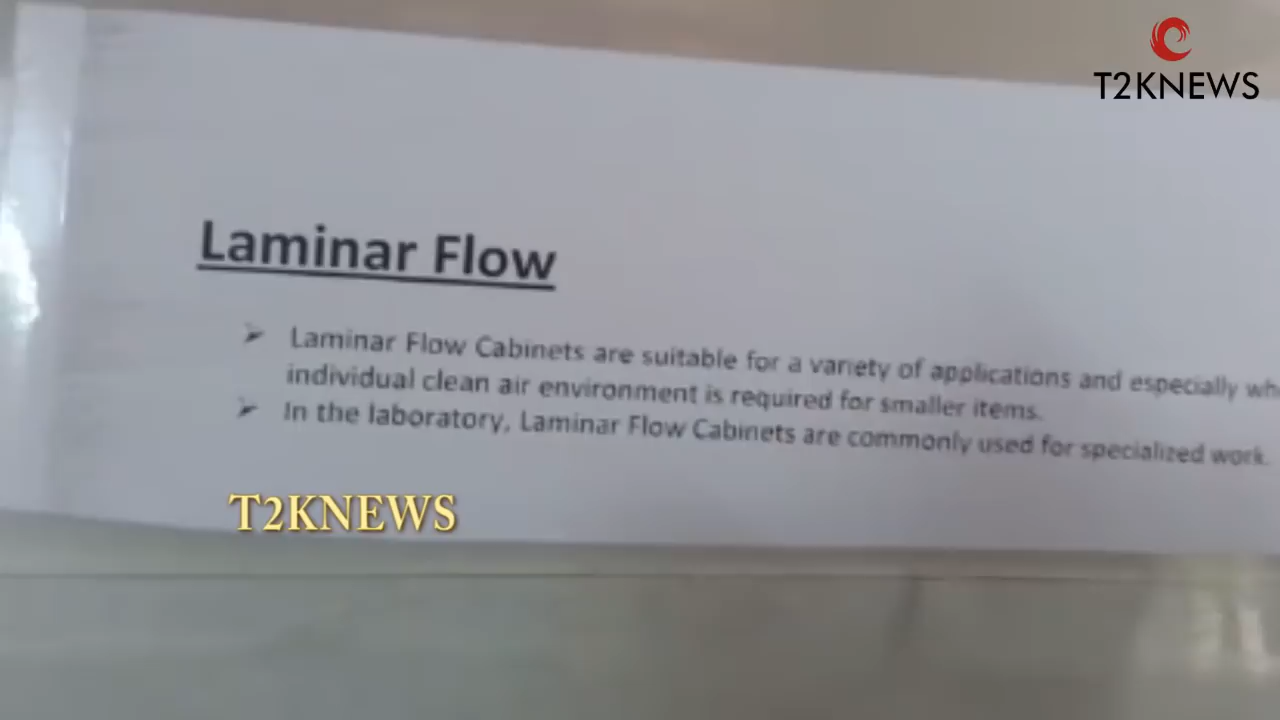 T2KNEWS
Laminar Flow
➢ Laminar Flow Cabinets are suitable for a variety of applications and especially
individual clean air environment is required for smaller items.
➢ In the laboratory, Laminar Flow Cabinets are commonly used for specialized work.
T2KNEWS